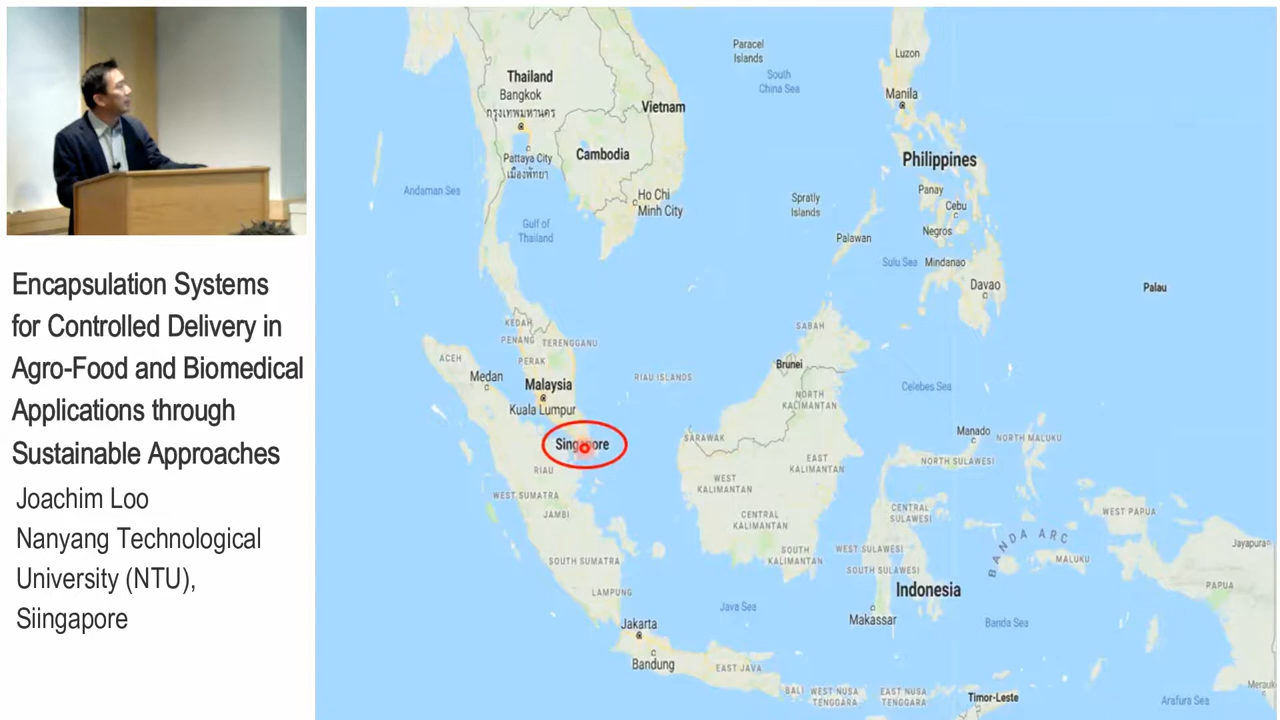 Encapsulation Systems
for Controlled Delivery in
Agro-Food and Biomedical
Applications through
Sustainable Approaches
Joachim Loo
Nanyang Technological
University (NTU),
Siingapore
Thailand
Bangkok
กรุงเทพมหานคร
Pattaya City
เมืองพัทยา
Vietnam
Cambodia
Ho Chi
Minh City
Andaman Sea
Gulf of
Thailand
Paracel
Islands
South
China Sea
Luzon
Manila
Philippines
Panay
Cebu
Negros
Spratly
Islands
Palawan
Sulu Sea
Mindanao
Davao
Palau
KEDAH
PENANG
TERENGGANU
PERAK
ACEH
Medan
Malaysia
Kuala Lumpur
RIAU ISLANDS
SABAH
Brunei
NORTH
KALIMANTAN
Celebes Sea
Singapore
SARAWAK
RIAU
WEST SUMATRA
JAMBI
WEST
KALIMANTAN
EAST
KALIMANTAN
CENTRAL
KALIMANTAN
SOUTH
KALIMANTAN
Manado
NORTH MALUKU
NORTH SULAWESI
CENTRAL
SULAWESI
WEST SULAWESI
SOUTH SULAWESI
BANDA ARC
MALUKU
WEST PAPUA
Jayapura
PAPUA
SOUTH SUMATRA
LAMPUNG
Indonesia
Makassar
Java Sea
Banda Sea
Jakarta
Bandung
EAST JAVA
BALI
WEST NUSA
TENGGARA
EAST NUSA
TENGGARA
Timor-Leste
Arafura Sea
Merauk